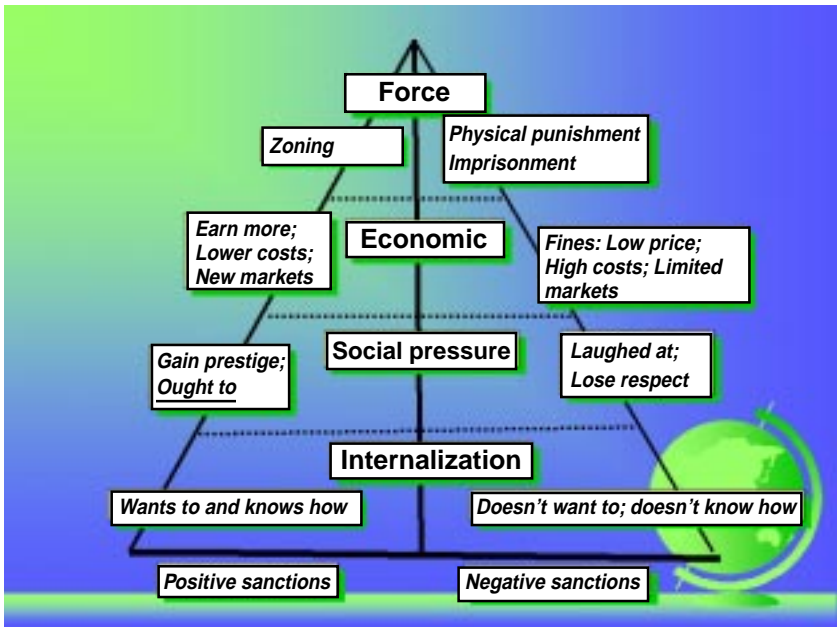 Force
Zoning
Physical punishment
Imprisonment
Earn more;
Lower costs;
New markets
Economic
Fines: Low price;
High costs; Limited
markets
Gain prestige;
Ought to
Social pressure
Laughed at;
Lose respect
Internalization
Wants to and knows how
Doesn't want to; doesn't know how
Positive sanctions
Negative sanctions